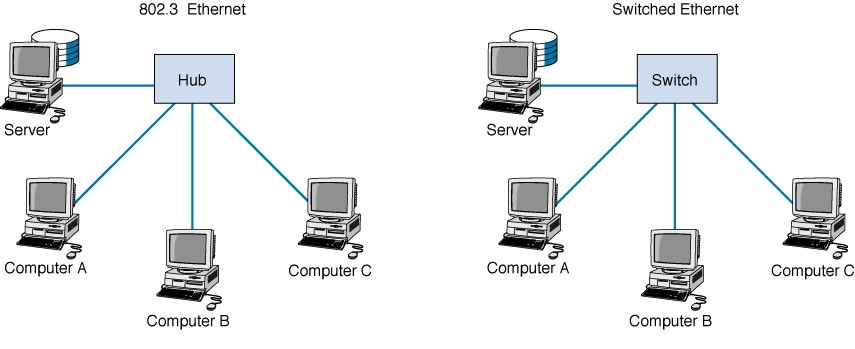 802.3 Ethernet
Hub
Server
Computer A
Computer B
Computer C
Switched Ethernet
Switch
Server
Computer A
Computer B
Computer C